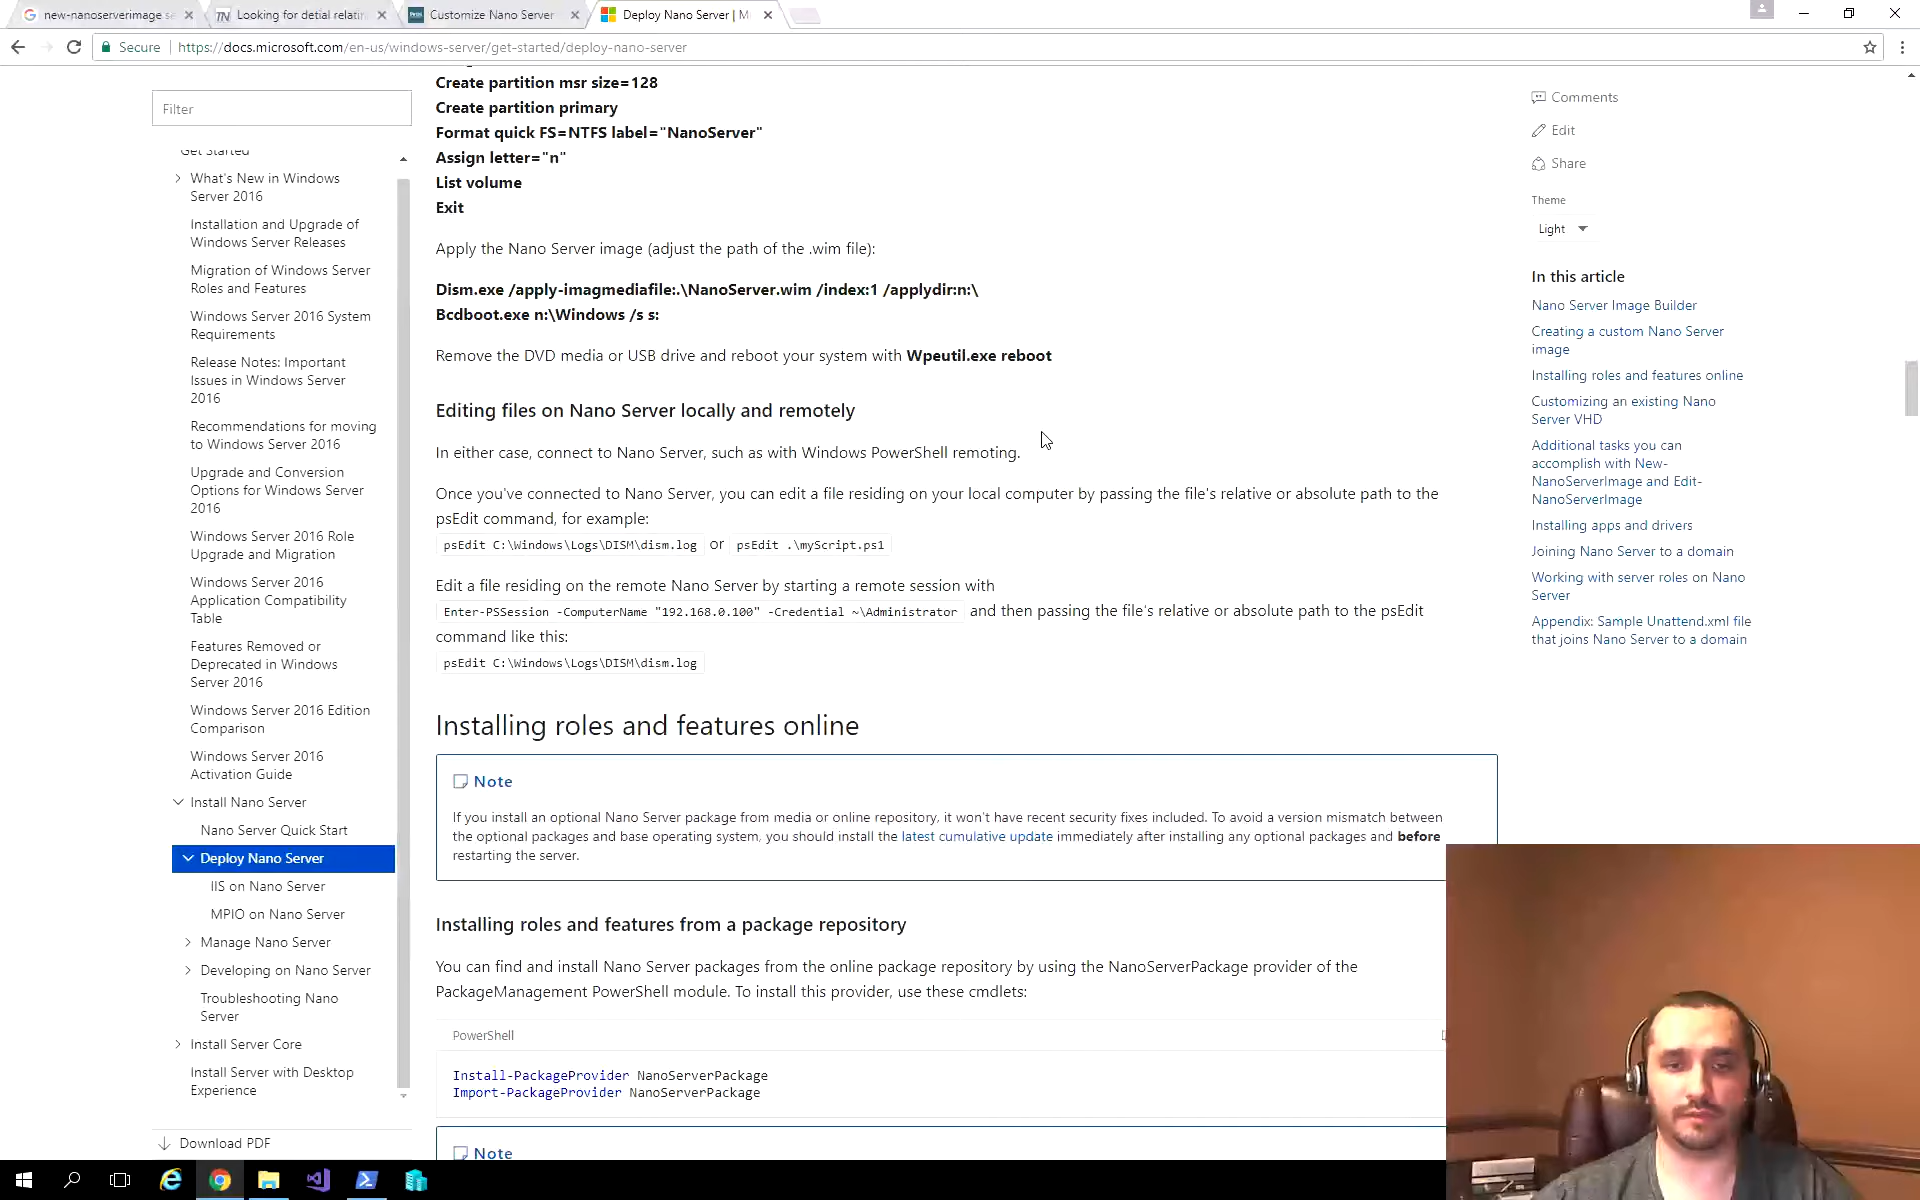 new-nanoserverimage se
Looking for detial relatin
Customize Nano Server
Deploy Nano Server | M
Secure
https://docs.microsoft.com/en-us/windows-server/get-started/deploy-nano-server
Filter
Get Started
What's New in Windows
Server 2016
Installation and Upgrade of
Windows Server Releases
Migration of Windows Server
Roles and Features
Windows Server 2016 System
Requirements
Release Notes: Important
Issues in Windows Server
2016
Recommendations for moving
to Windows Server 2016
Upgrade and Conversion
Options for Windows Server
2016
Windows Server 2016 Role
Upgrade and Migration
Windows Server 2016
Application Compatibility
Table
Features Removed or
Deprecated in Windows
Server 2016
Windows Server 2016 Edition
Comparison
Windows Server 2016
Activation Guide
Install Nano Server
Nano Server Quick Start
Deploy Nano Server
IIS on Nano Server
MPIO on Nano Server
Manage Nano Server
Developing on Nano Server
Troubleshooting Nano
Server
Install Server Core
Install Server with Desktop
Experience
Download PDF
Create partition msr size=128
Create partition primary
Format quick FS=NTFS label="NanoServer"
Assign letter="n"
List volume
Exit
Apply the Nano Server image (adjust the path of the .wim file):
Dism.exe /apply-imagmediafile:.\NanoServer.wim /index:1 /applydir:n:\
Bcdboot.exe n:\Windows /s s:
Remove the DVD media or USB drive and reboot your system with Wpeutil.exe reboot
Editing files on Nano Server locally and remotely
In either case, connect to Nano Server, such as with Windows PowerShell remoting.
Once you've connected to Nano Server, you can edit a file residing on your local computer by passing the file's relative or absolute path to the
psEdit command, for example:
psEdit C:\Windows\Logs\DISM\dism.log or psEdit .\myScript.ps1
Edit a file residing on the remote Nano Server by starting a remote session with
Enter-PSSession -ComputerName "192.168.0.100" -Credential ~\Administrator and then passing the file's relative or absolute path to the psEdit
command like this:
psEdit C:\Windows\Logs\DISM\dism.log
Installing roles and features online
Note
If you install an optional Nano Server package from media or online repository, it won't have recent security fixes included. To avoid a version mismatch between
the optional packages and base operating system, you should install the latest cumulative update immediately after installing any optional packages and before
restarting the server.
Installing roles and features from a package repository
You can find and install Nano Server packages from the online package repository by using the NanoServerPackage provider of the
PackageManagement PowerShell module. To install this provider, use these cmdlets:
PowerShell
Install-PackageProvider NanoServerPackage
Import-PackageProvider NanoServerPackage
Note
Comments
Edit
Share
Theme
Light
In this article
Nano Server Image Builder
Creating a custom Nano Server
image
Installing roles and features online
Customizing an existing Nano
Server VHD
Additional tasks you can
accomplish with New-
NanoServerImage and Edit-
NanoServerImage
Installing apps and drivers
Joining Nano Server to a domain
Working with server roles on Nano
Server
Appendix: Sample Unattend.xml file
that joins Nano Server to a domain